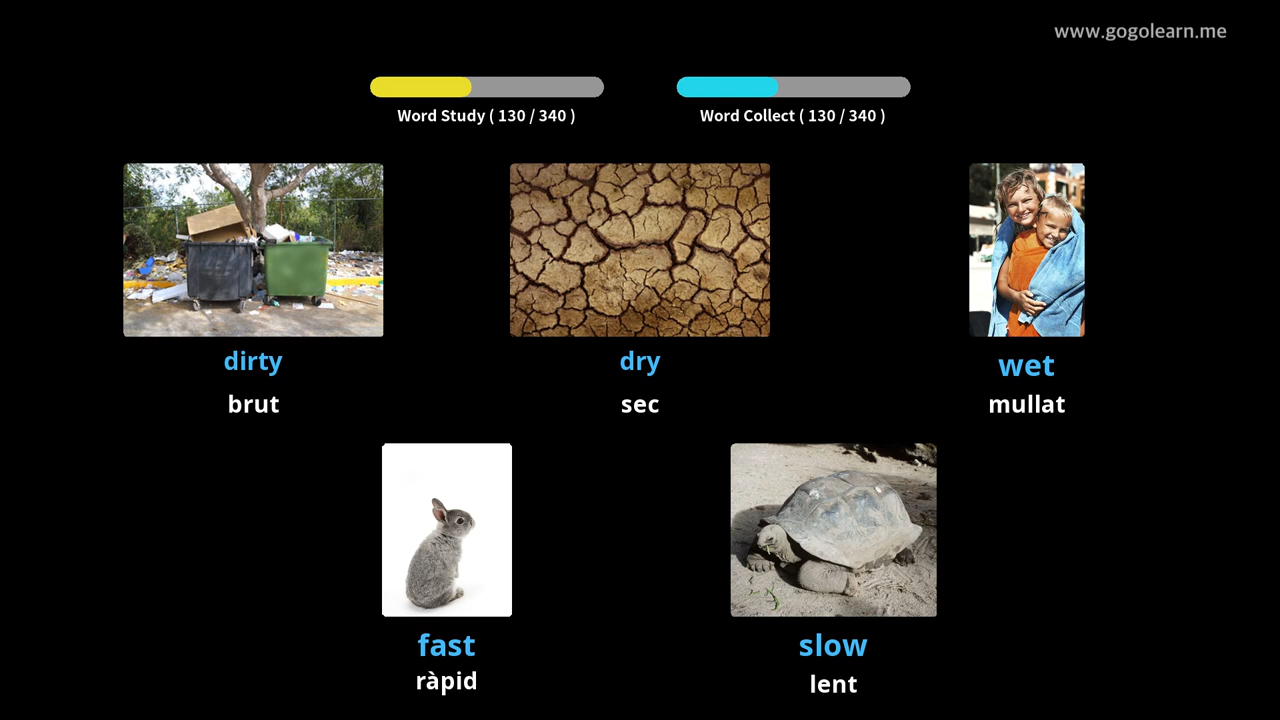 www.gogolearn.me
Word Study ( 130 / 340 )
Word Collect ( 130 / 340 )
dirty
brut
dry
sec
wet
mullat
fast
ràpid
slow
lent